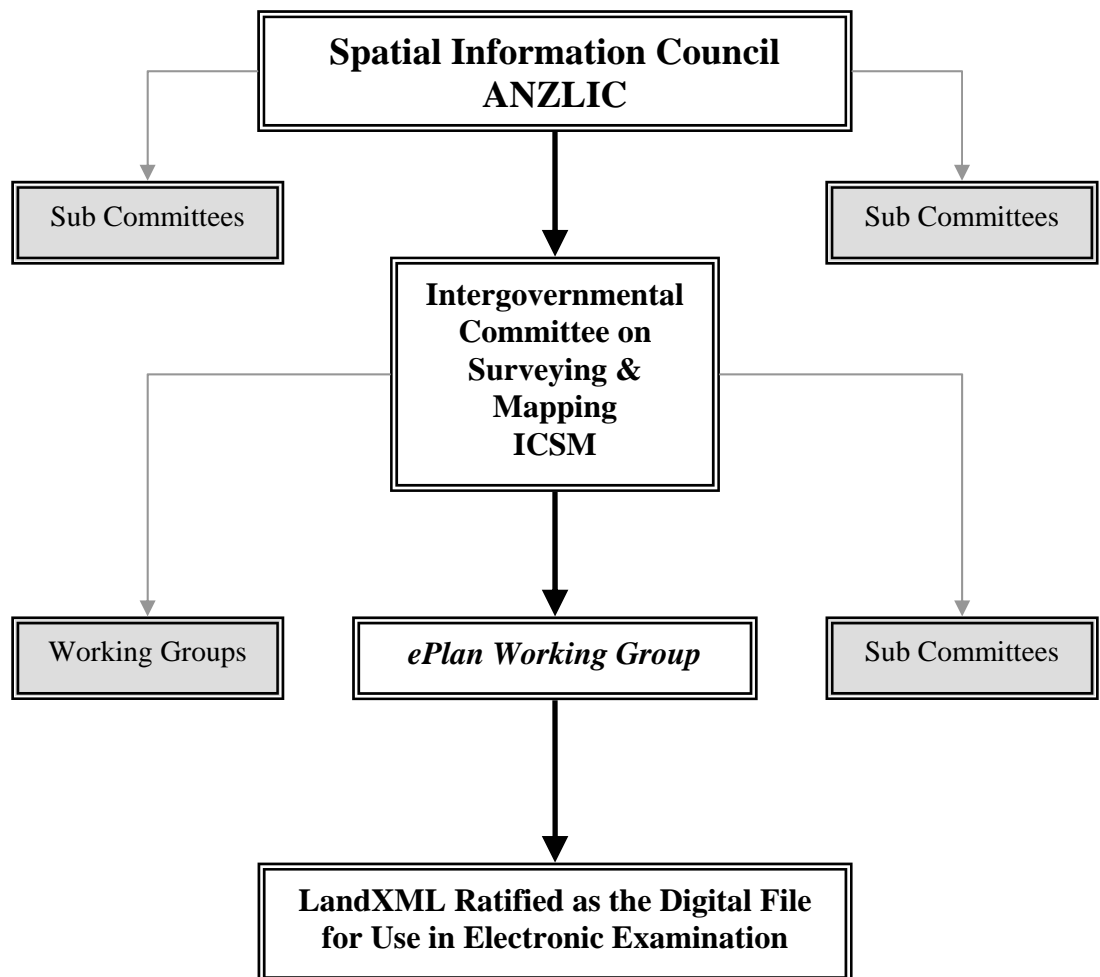 Spatial Information Council
ANZLIC
Sub Committees
Sub Committees
Intergovernmental
Committee on
Surveying &
Mapping
ICSM
Working Groups
ePlan Working Group
Sub Committees
LandXML Ratified as the Digital File
for Use in Electronic Examination